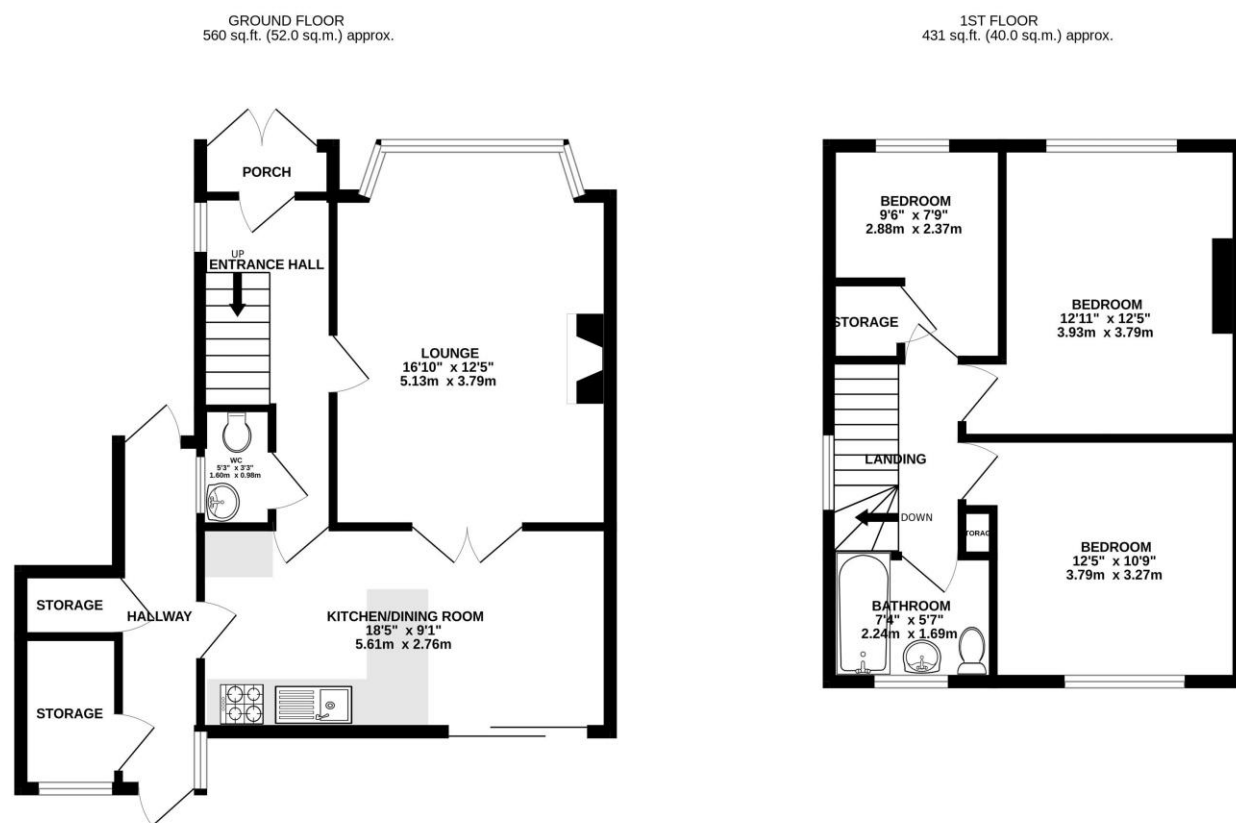 GROUND FLOOR
560 sq.ft. (52.0 sq.m.) approx.
1ST FLOOR
431 sq.ft. (40.0 sq.m.) approx.
PORCH
UP
ENTRANCE HALL
LOUNGE
16'10" x 12'5"
5.13m x 3.79m
WC
5'3" x 3'3"
1.60m x 0.98m
STORAGE
HALLWAY
KITCHEN/DINING ROOM
18'5" x 9'1"
5.61m x 2.76m
STORAGE
BEDROOM
9'6" x 7'9"
2.88m x 2.37m
BEDROOM
12'11" x 12'5"
3.93m x 3.79m
STORAGE
LANDING
DOWN
TORAG
BEDROOM
12'5" x 10'9"
3.79m x 3.27m
BATHROOM
7'4" x 5'7"
2.24m x 1.69m